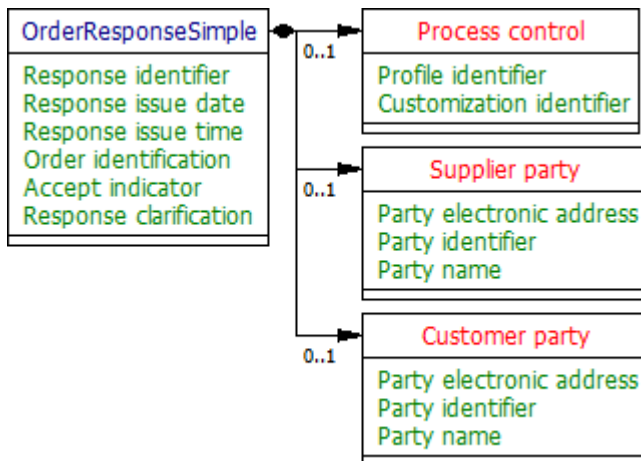 OrderResponseSimple
Response identifier
Response issue date
Response issue time
Order identification
Accept indicator
Response clarification
0..1
Process control
Profile identifier
Customization identifier
0..1
Supplier party
Party electronic address
Party identifier
Party name
0..1
Customer party
Party electronic address
Party identifier
Party name